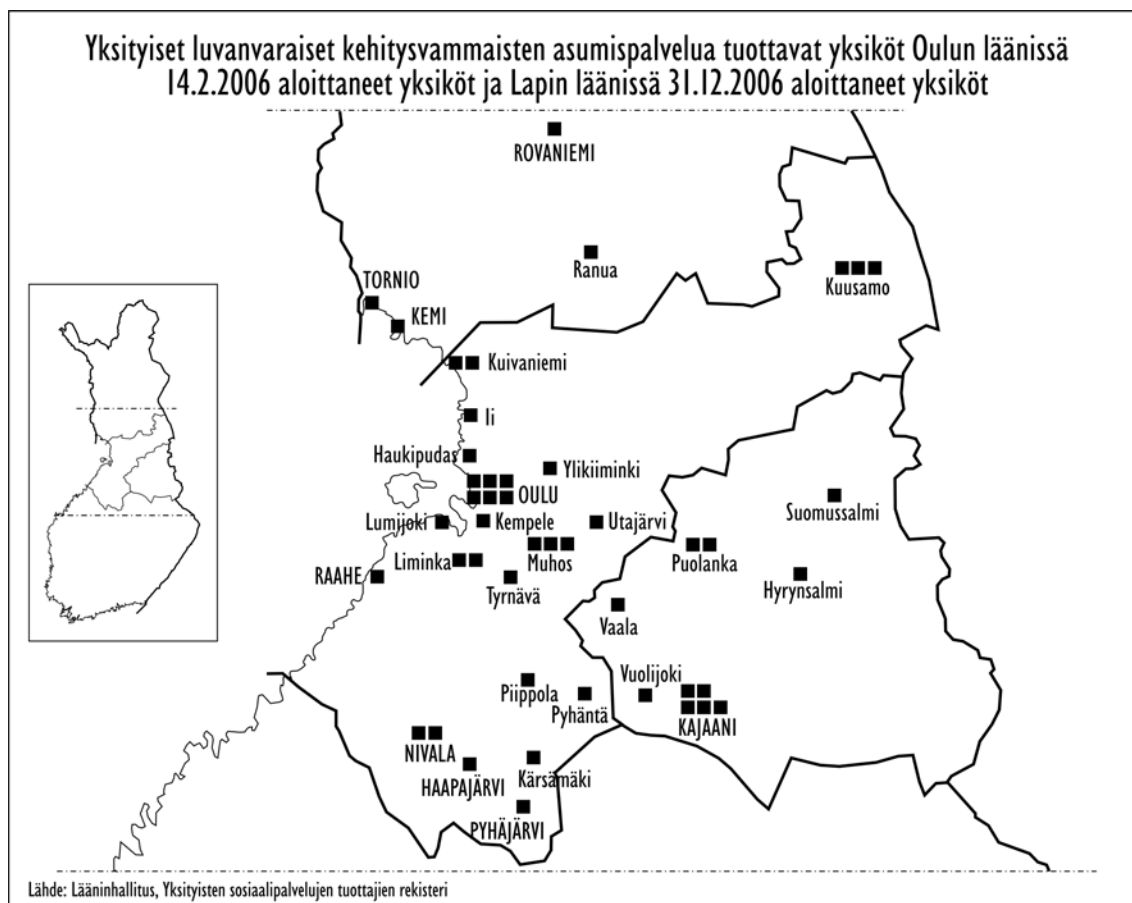 Yksityiset luvanvaraiset kehitysvammaisten asumispalvelua tuottavat yksiköt Oulun läänissä
14.2.2006 aloittaneet yksiköt ja Lapin läänissä 31.12.2006 aloittaneet yksiköt
ROVANIEMI
Ranua
Kuusamo
TORNIO
KEMI
Kuivaniemi
Ii
Haukipudas
Ylikiiminki
OULU
Suomussalmi
Lumijoki
Kempele
Utajärvi
Liminka
Muhos
Puolanka
RAAHE
Tyrnävä
Hyrynsalmi
Vaala
Vuolijoki
Piippola
Pyhäntä
KAJAANI
NIVALA
Kärsämäki
HAAPAJÄRVI
PYHÄJÄRVI
Lähde: Lääninhallitus, Yksityisten sosiaalipalvelujen tuottajien rekisteri